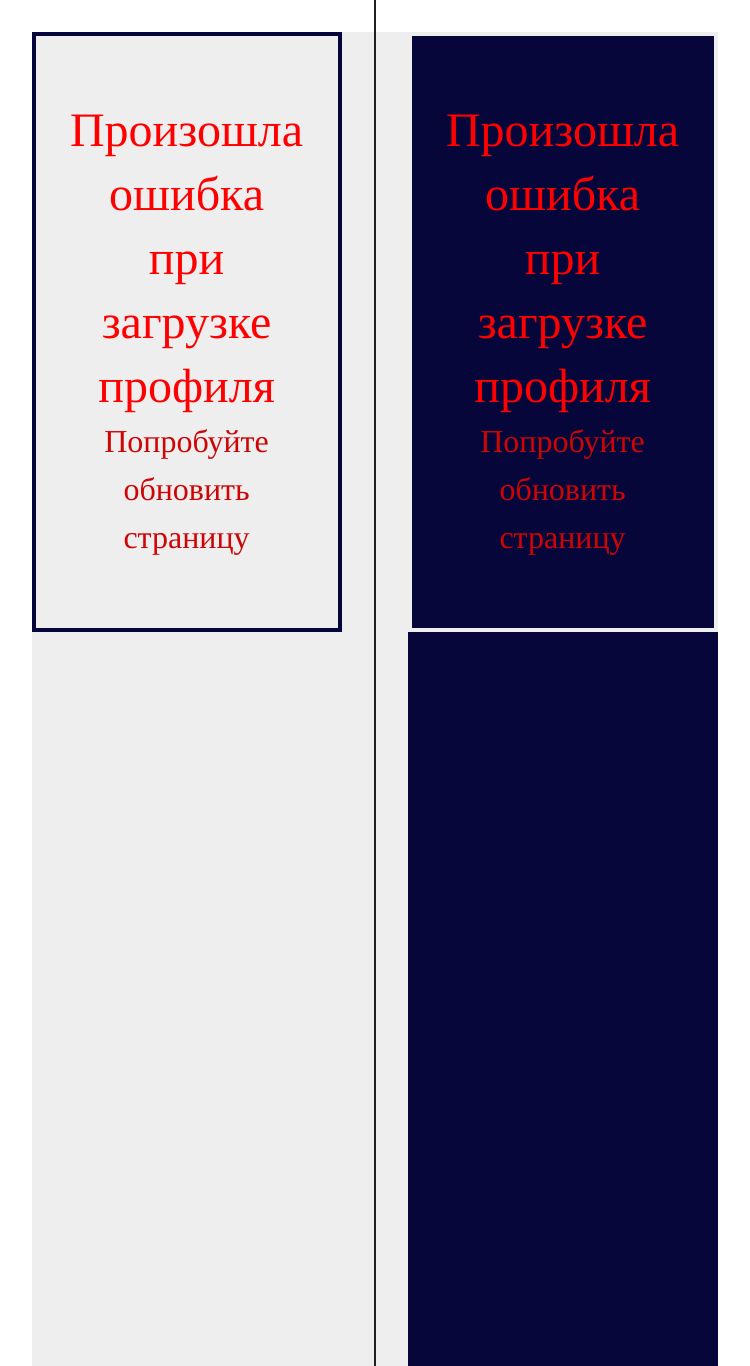 Произошла
ошибка
при
загрузке
профиля
Попробуйте
обновить
страницу
Произошла
ошибка
при
загрузке
профиля
Попробуйте
обновить
страницу